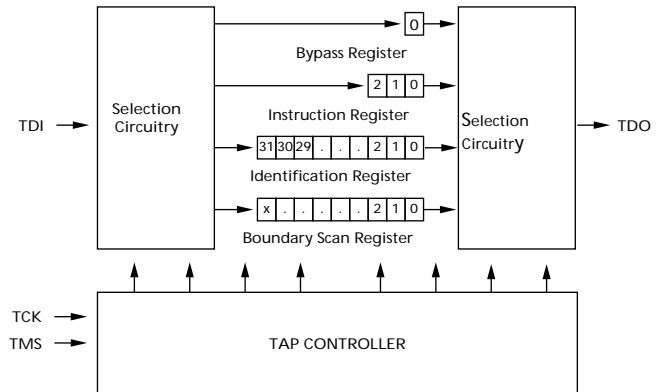 0
Bypass Register
2 1 0
Selection
Circuitry
Selection
Circuitry
TDI
TDO
Instruction Register
31 30 29 . . . 2 1 0
Identification Register
x . . . . . 2 1 0
Boundary Scan Register
TCK
TMS
TAP CONTROLLER